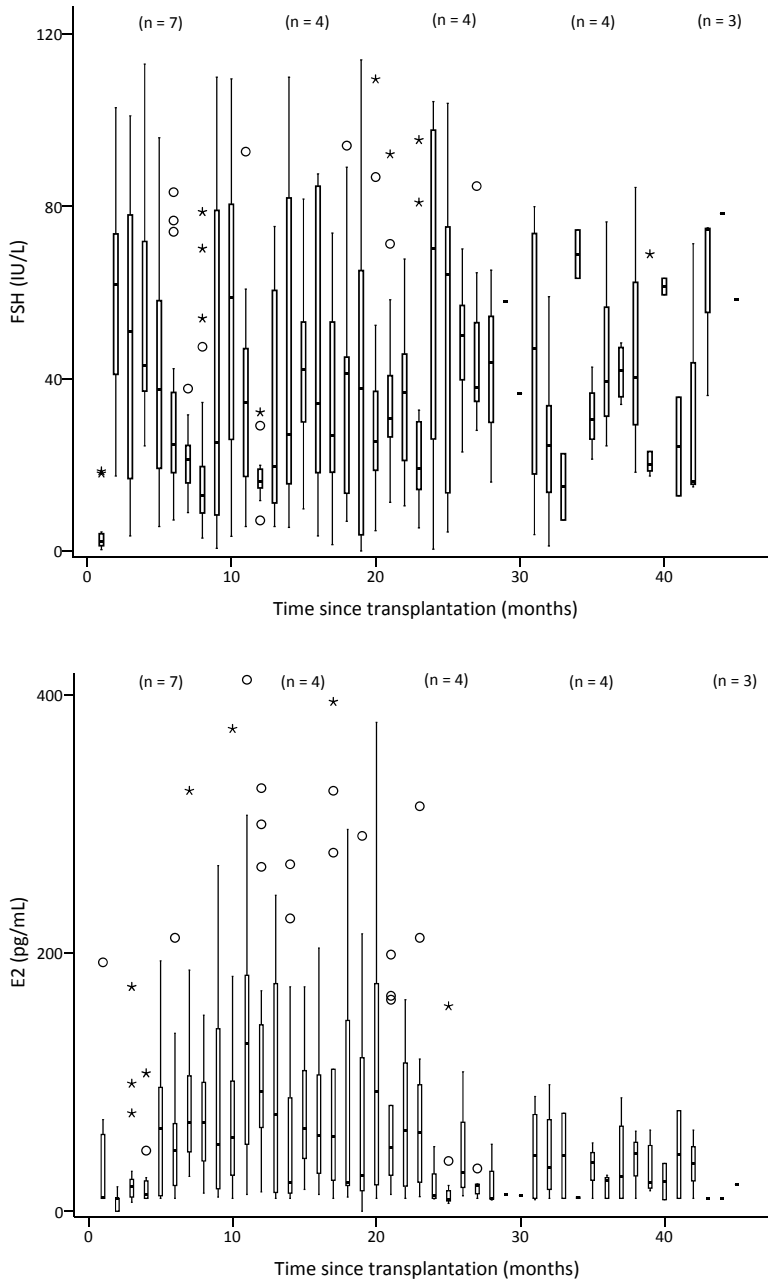 (n = 7) (n = 4) (n = 4) (n = 4) (n = 3)
120
80
40
0
FSH (IU/L)
0 10 20 30 40
Time since transplantation (months)
(n = 7) (n = 4) (n = 4) (n = 4) (n = 3)
400
200
0
E2 (pg/mL)
0 10 20 30 40
Time since transplantation (months)